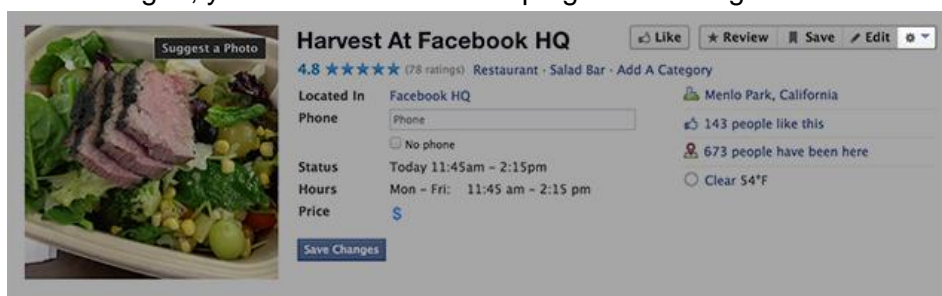 Suggest a Photo
Harvest At Facebook HQ
Like
★ Review
Save
Edit
4.8 ★★★★★ (78 ratings) Restaurant · Salad Bar · Add A Category
Located In Facebook HQ
Menlo Park, California
Phone Phone
143 people like this
No phone
673 people have been here
Status Today 11:45am – 2:15pm
Clear 54°F
Hours Mon – Fri: 11:45 am – 2:15 pm
Price $
Save Changes